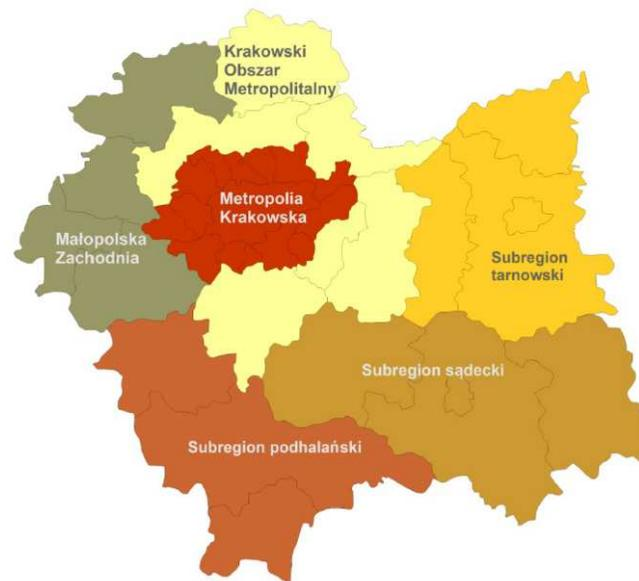 Krakowski
Obszar
Metropolitalny
Metropolia
Krakowska
Małopolska
Zachodnia
Subregion
tarnowski
Subregion sądecki
Subregion podhalański